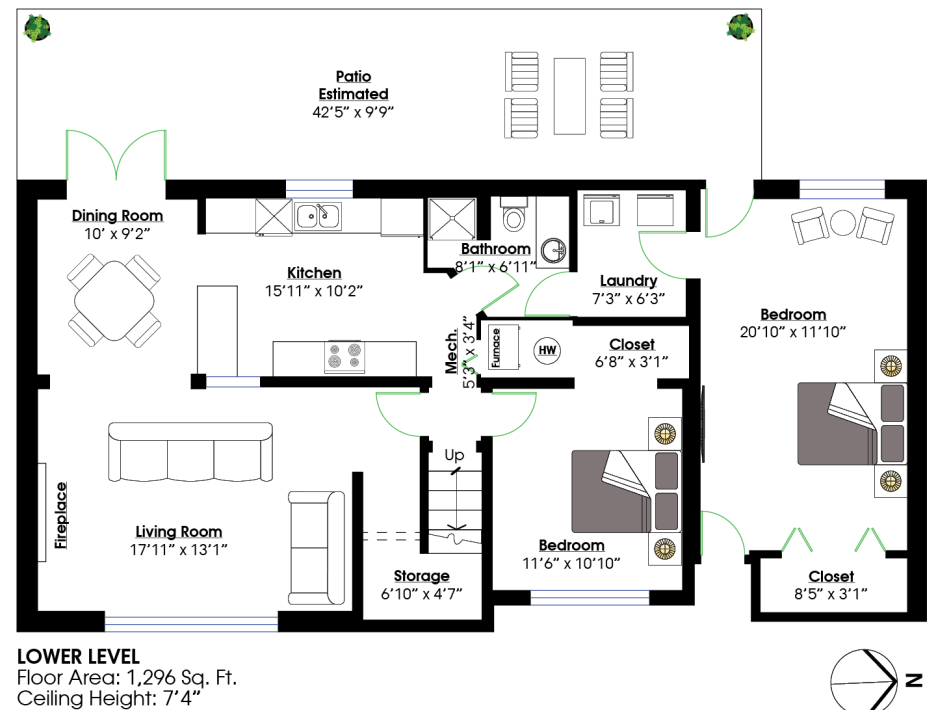 Patio
Estimated
42'5" x 9'9"
Dining Room
10' x 9'2"
Kitchen
15'11" x 10'2"
Bathroom
8'1" x 6'11"
Laundry
7'3" x 6'3"
Bedroom
20'10" x 11'10"
Mech.
5'3" x 3'4"
Furnace
HW
Closet
6'8" x 3'1"
Up
Fireplace
Living Room
17'11" x 13'1"
Storage
6'10" x 4'7"
Bedroom
11'6" x 10'10"
Closet
8'5" x 3'1"
LOWER LEVEL
Floor Area: 1,296 Sq. Ft.
Ceiling Height: 7'4"
N